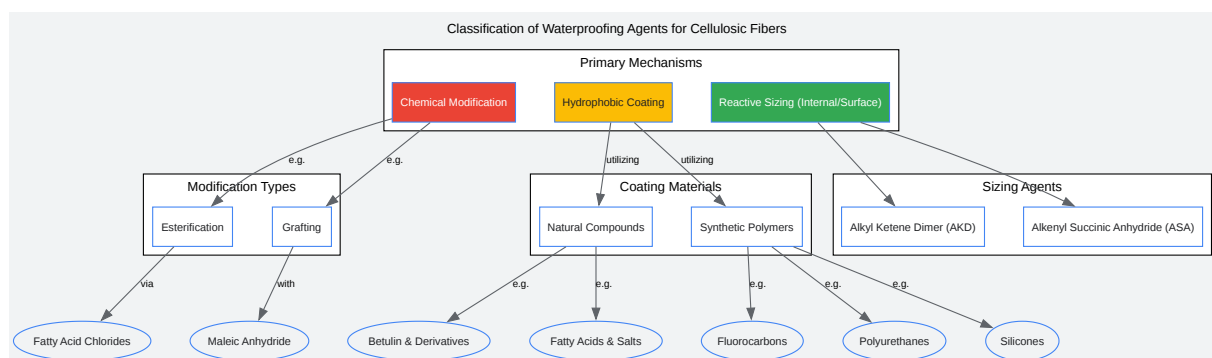 Classification of Waterproofing Agents for Cellulosic Fibers
Primary Mechanisms
Chemical Modification
Hydrophobic Coating
Reactive Sizing (Internal/Surface)
e.g.
e.g.
utilizing
utilizing
Modification Types
Coating Materials
Sizing Agents
Esterification
Grafting
Natural Compounds
Synthetic Polymers
Alkyl Ketene Dimer (AKD)
Alkenyl Succinic Anhydride (ASA)
via
with
e.g.
e.g.
e.g.
e.g.
e.g.
Fatty Acid Chlorides
Maleic Anhydride
Betulin & Derivatives
Fatty Acids & Salts
Fluorocarbons
Polyurethanes
Silicones